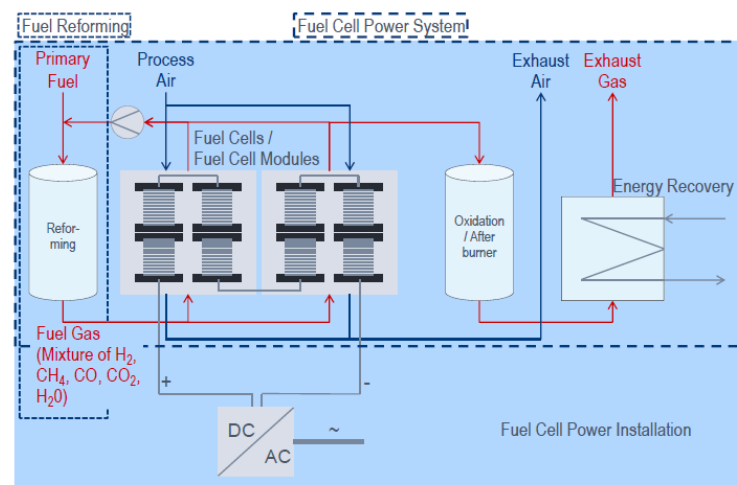 Fuel Reforming
Fuel Cell Power System
Primary
Fuel
Process
Air
Exhaust
Air
Exhaust
Gas
Fuel Cells /
Fuel Cell Modules
Energy Recovery
Refor-
ming
Oxidation
/ After
burner
Fuel Gas
(Mixture of H₂,
CH₄, CO, CO₂,
H₂0)
+
-
DC
AC
~
Fuel Cell Power Installation